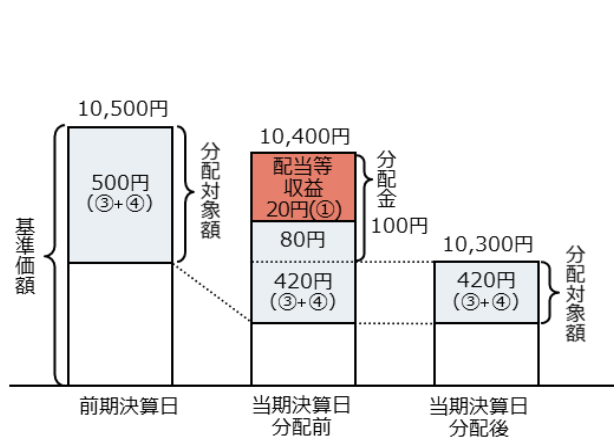 10,500円
500円
(③+④)
分配対象額
基準価額
前期決算日
10,400円
配当等
収益
20円(①)
80円
420円
(③+④)
分配金
100円
当期決算日
分配前
10,300円
420円
(③+④)
分配対象額
当期決算日
分配後